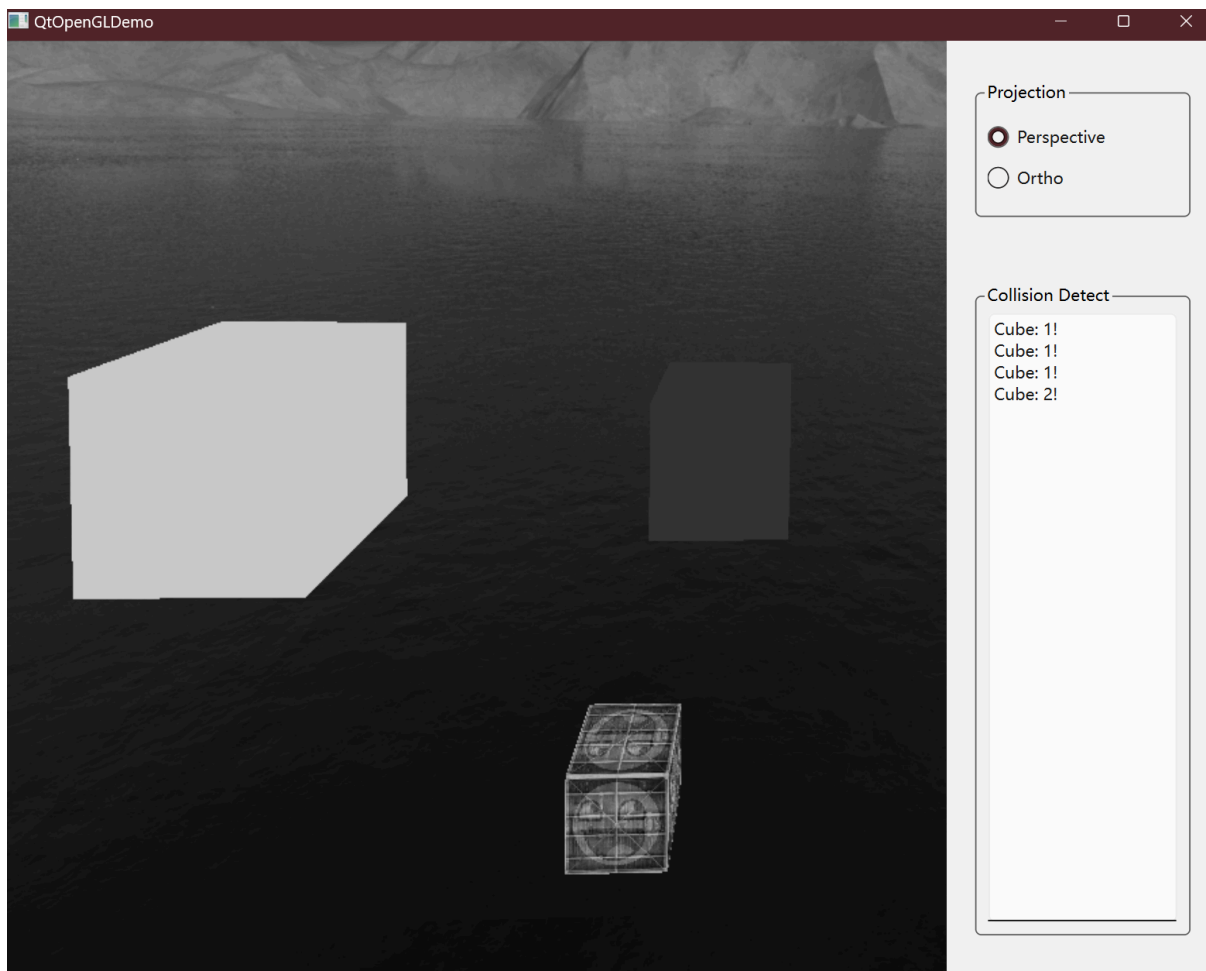 QtOpenGLDemo
Projection
Perspective
Ortho
Collision Detect
Cube: 1!
Cube: 1!
Cube: 1!
Cube: 2!